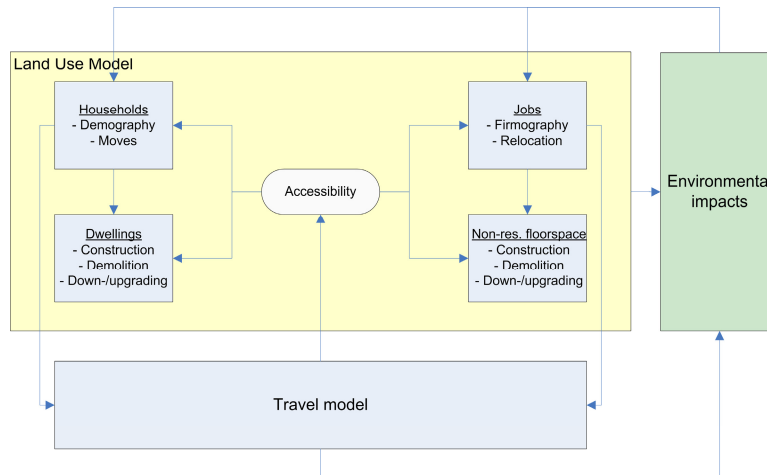 Land Use Model
Households
- Demography
- Moves
Jobs
- Firmography
- Relocation
Accessibility
Environmenta
impacts
Dwellings
- Construction
- Demolition
- Down-/upgrading
Non-res. floorspace
- Construction
- Demolition
- Down-/upgrading
Travel model